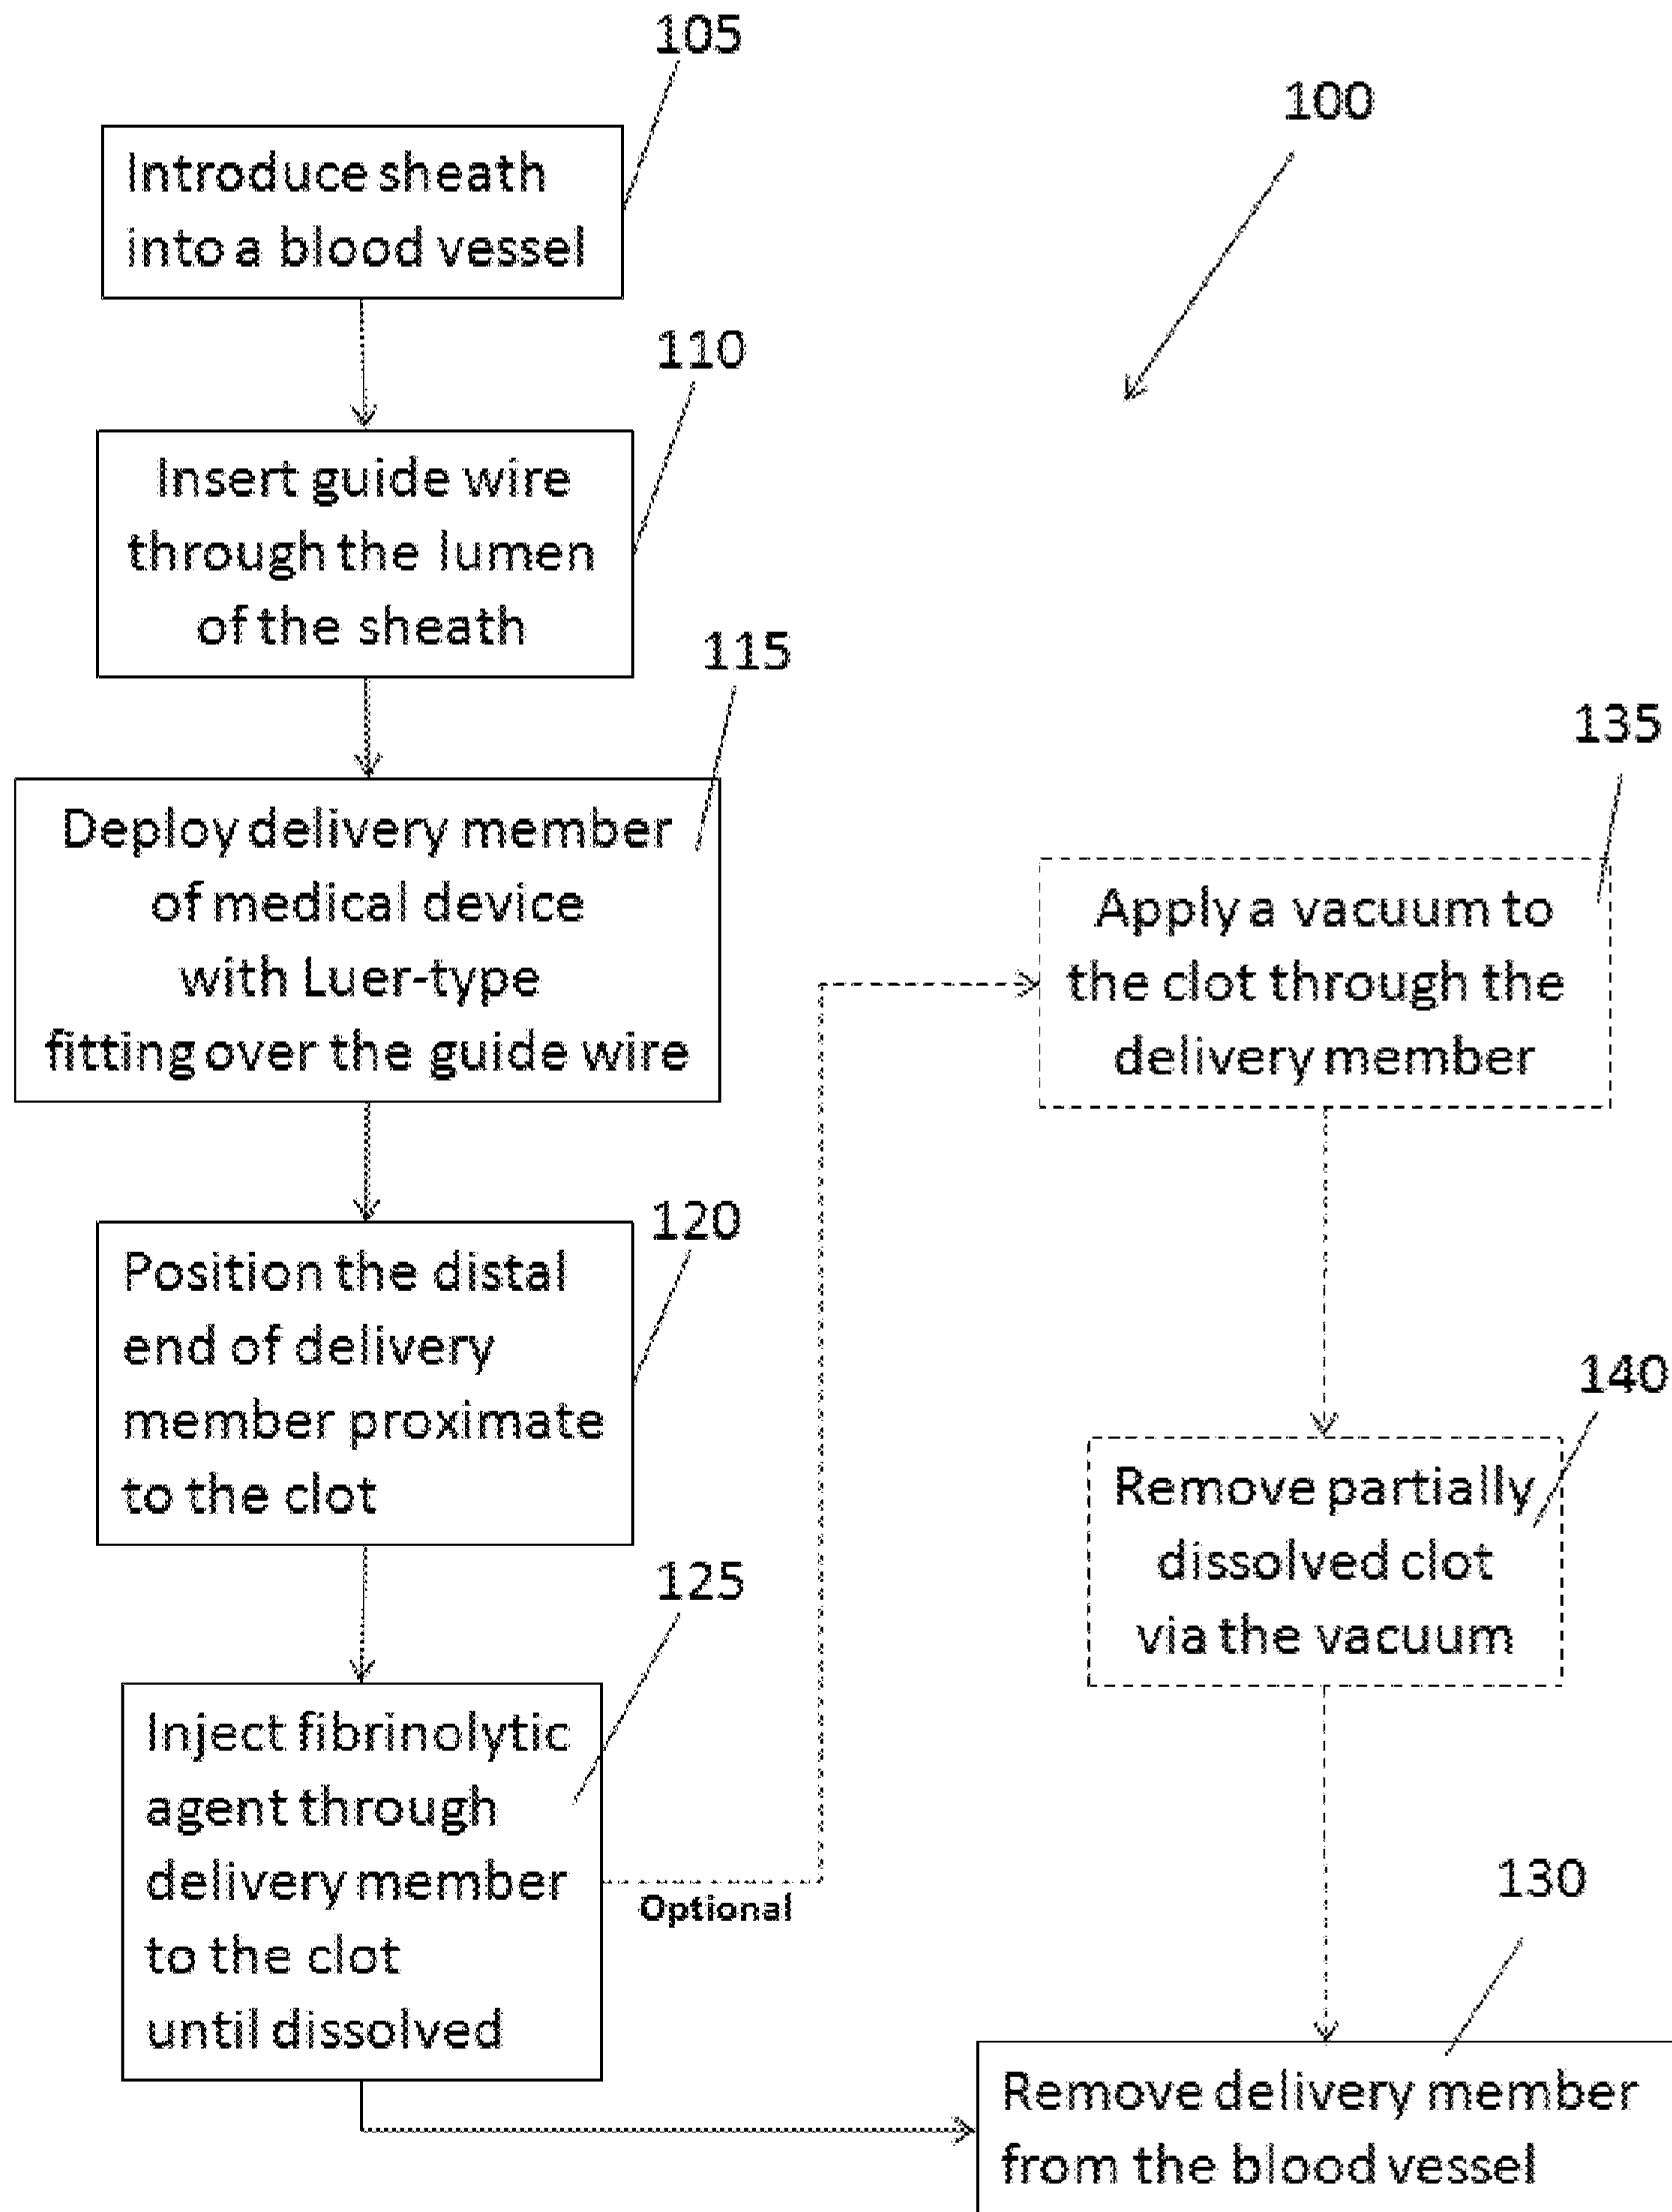 105
100
Introduce sheath
into a blood vessel
110
Insert guide wire
through the lumen
of the sheath
115
Deploy delivery member
of medical device
with Luer-type
fitting over the guide wire
120
Position the distal
end of delivery
member proximate
to the clot
125
Inject fibrinolytic
agent through
delivery member
to the clot
until dissolved
Optional
135
Apply a vacuum to
the clot through the
delivery member
140
Remove partially
dissolved clot
via the vacuum
130
Remove delivery member
from the blood vessel